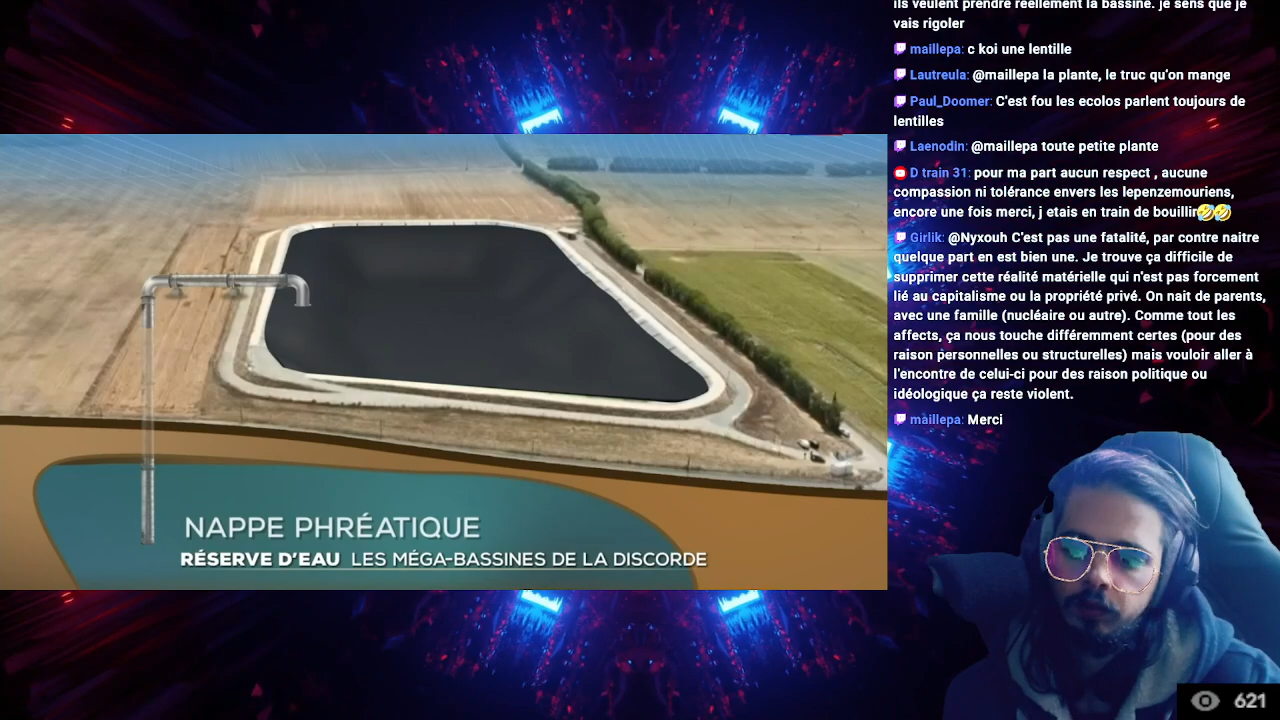 NAPPE PHRÉATIQUE
RÉSERVE D'EAU LES MÉGA-BASSINES DE LA DISCORDE
ils veulent prendre réellement la bassine. je sens que je
vais rigoler
maillepa: c koi une lentille
Lautreula: @maillepa la plante, le truc qu'on mange
Paul_Doomer: C'est fou les ecolos parlent toujours de
lentilles
Laenodin: @maillepa toute petite plante
D train 31: pour ma part aucun respect , aucune
compassion ni tolérance envers les lepenzemouriens,
encore une fois merci, j etais en train de bouillir🤣🤣
Girlik: @Nyxouh C'est pas une fatalité, par contre naitre
quelque part en est bien une. Je trouve ça difficile de
supprimer cette réalité matérielle qui n'est pas forcement
lié au capitalisme ou la propriété privé. On nait de parents,
avec une famille (nucléaire ou autre). Comme tout les
affects, ça nous touche différemment certes (pour des
raison personnelles ou structurelles) mais vouloir aller à
l'encontre de celui-ci pour des raison politique ou
idéologique ça reste violent.
maillepa: Merci
621